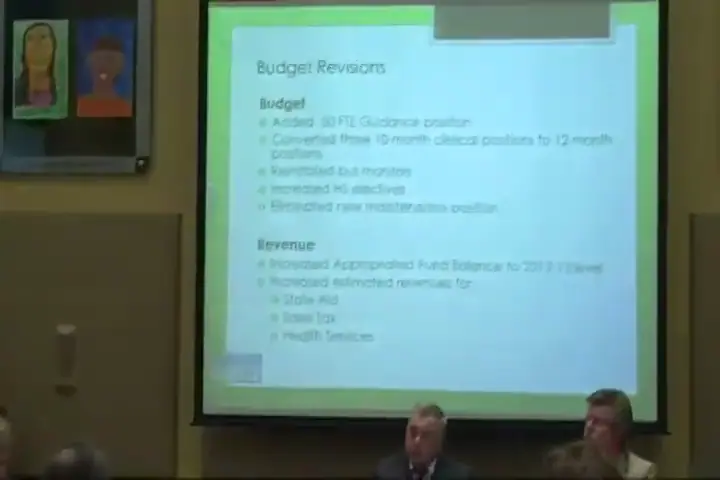 Budget Revisions
Budget
Added .50 FTE Guidance position
Converted three 10-month clerical positions to 12-month
positions
Reinstated bus monitors
Increased HS electives
Eliminated new maintenance position
Revenue
Increased Appropriated Fund Balance to level
Increased estimated revenues for
State Aid
Sales Tax
Health Services